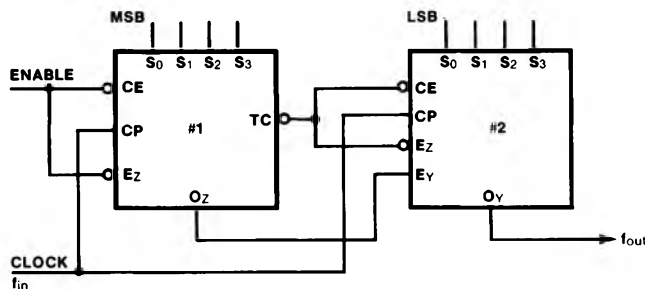 MSB
LSB
S0 S1 S2 S3
S0 S1 S2 S3
ENABLE
CE
CP
EZ
#1
TC
OZ
CE
CP
EZ
EY
#2
OY
fout
CLOCK
fin